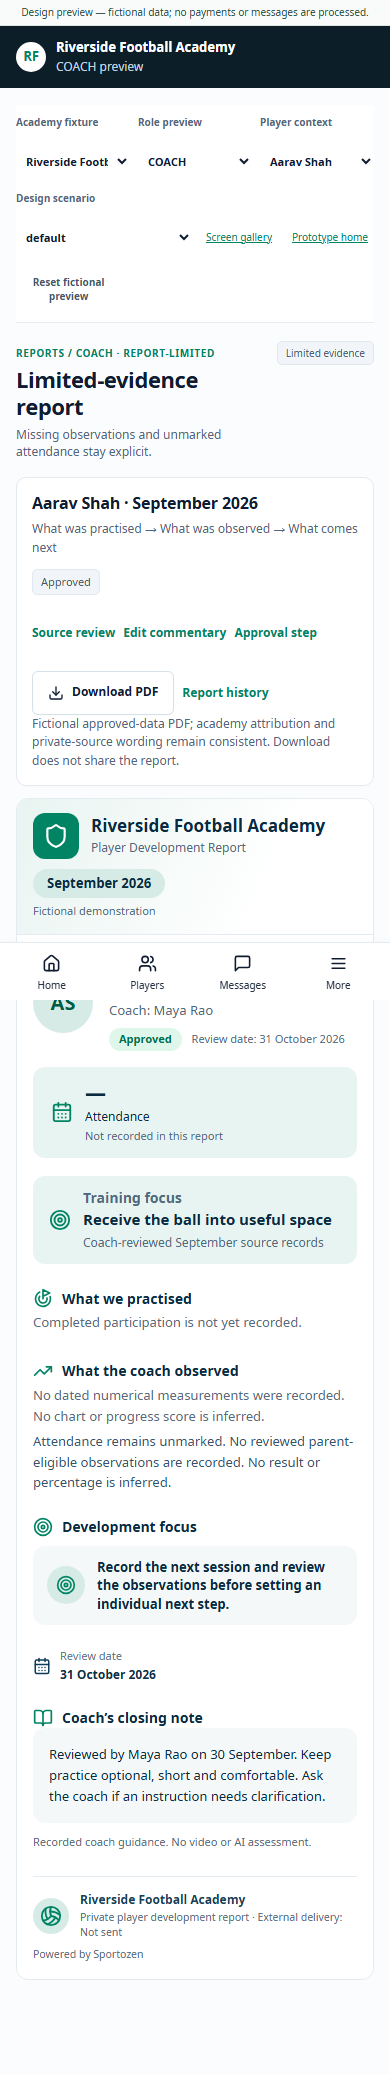 Design preview — fictional data; no payments or messages are processed.
RF
Riverside Football Academy
COACH preview
Academy fixture
Role preview
Player context
Riverside Footb
COACH
Aarav Shah
Design scenario
default
Screen gallery
Prototype home
Reset fictional
preview
REPORTS / COACH · REPORT-LIMITED
Limited evidence
Limited-evidence
report
Missing observations and unmarked
attendance stay explicit.
Aarav Shah · September 2026
What was practised → What was observed → What comes
next
Approved
Source review
Edit commentary
Approval step
Download PDF
Report history
Fictional approved-data PDF; academy attribution and
private-source wording remain consistent. Download
does not share the report.
Riverside Football Academy
Player Development Report
September 2026
Fictional demonstration
Home
Players
Messages
More
AS
Coach: Maya Rao
Approved
Review date: 31 October 2026
—
Attendance
Not recorded in this report
Training focus
Receive the ball into useful space
Coach-reviewed September source records
What we practised
Completed participation is not yet recorded.
What the coach observed
No dated numerical measurements were recorded.
No chart or progress score is inferred.
Attendance remains unmarked. No reviewed parent-
eligible observations are recorded. No result or
percentage is inferred.
Development focus
Record the next session and review
the observations before setting an
individual next step.
Review date
31 October 2026
Coach’s closing note
Reviewed by Maya Rao on 30 September. Keep
practice optional, short and comfortable. Ask
the coach if an instruction needs clarification.
Recorded coach guidance. No video or AI assessment.
Riverside Football Academy
Private player development report · External delivery:
Not sent
Powered by Sportozen